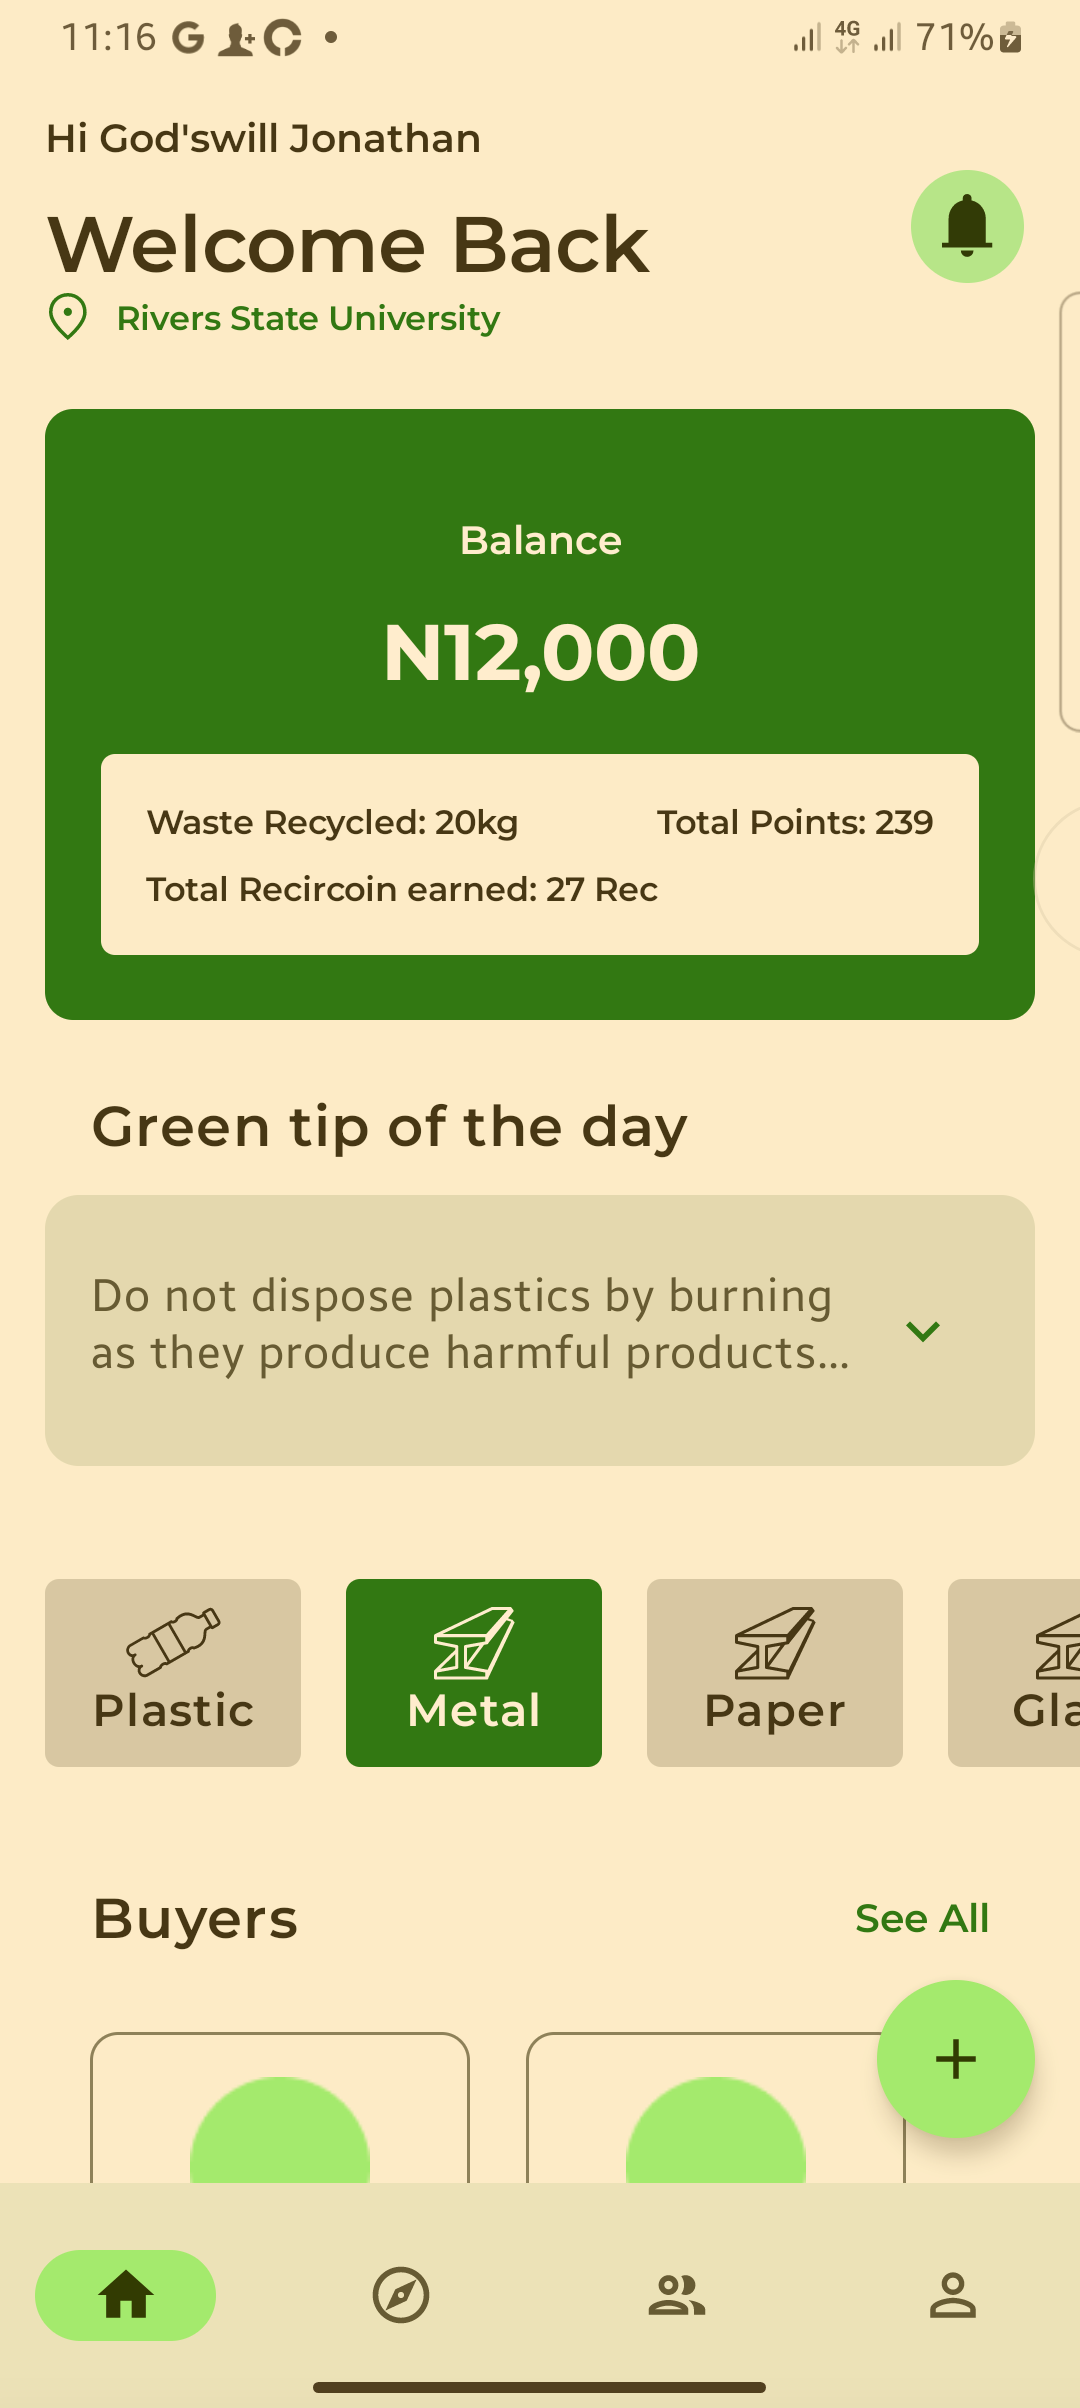 11:16
4G
71%
Hi God'swill Jonathan
Welcome Back
Rivers State University
Balance
N12,000
Waste Recycled: 20kg
Total Points: 239
Total Recircoin earned: 27 Rec
Green tip of the day
Do not dispose plastics by burning
as they produce harmful products...
Plastic
Metal
Paper
Gla
Buyers
See All